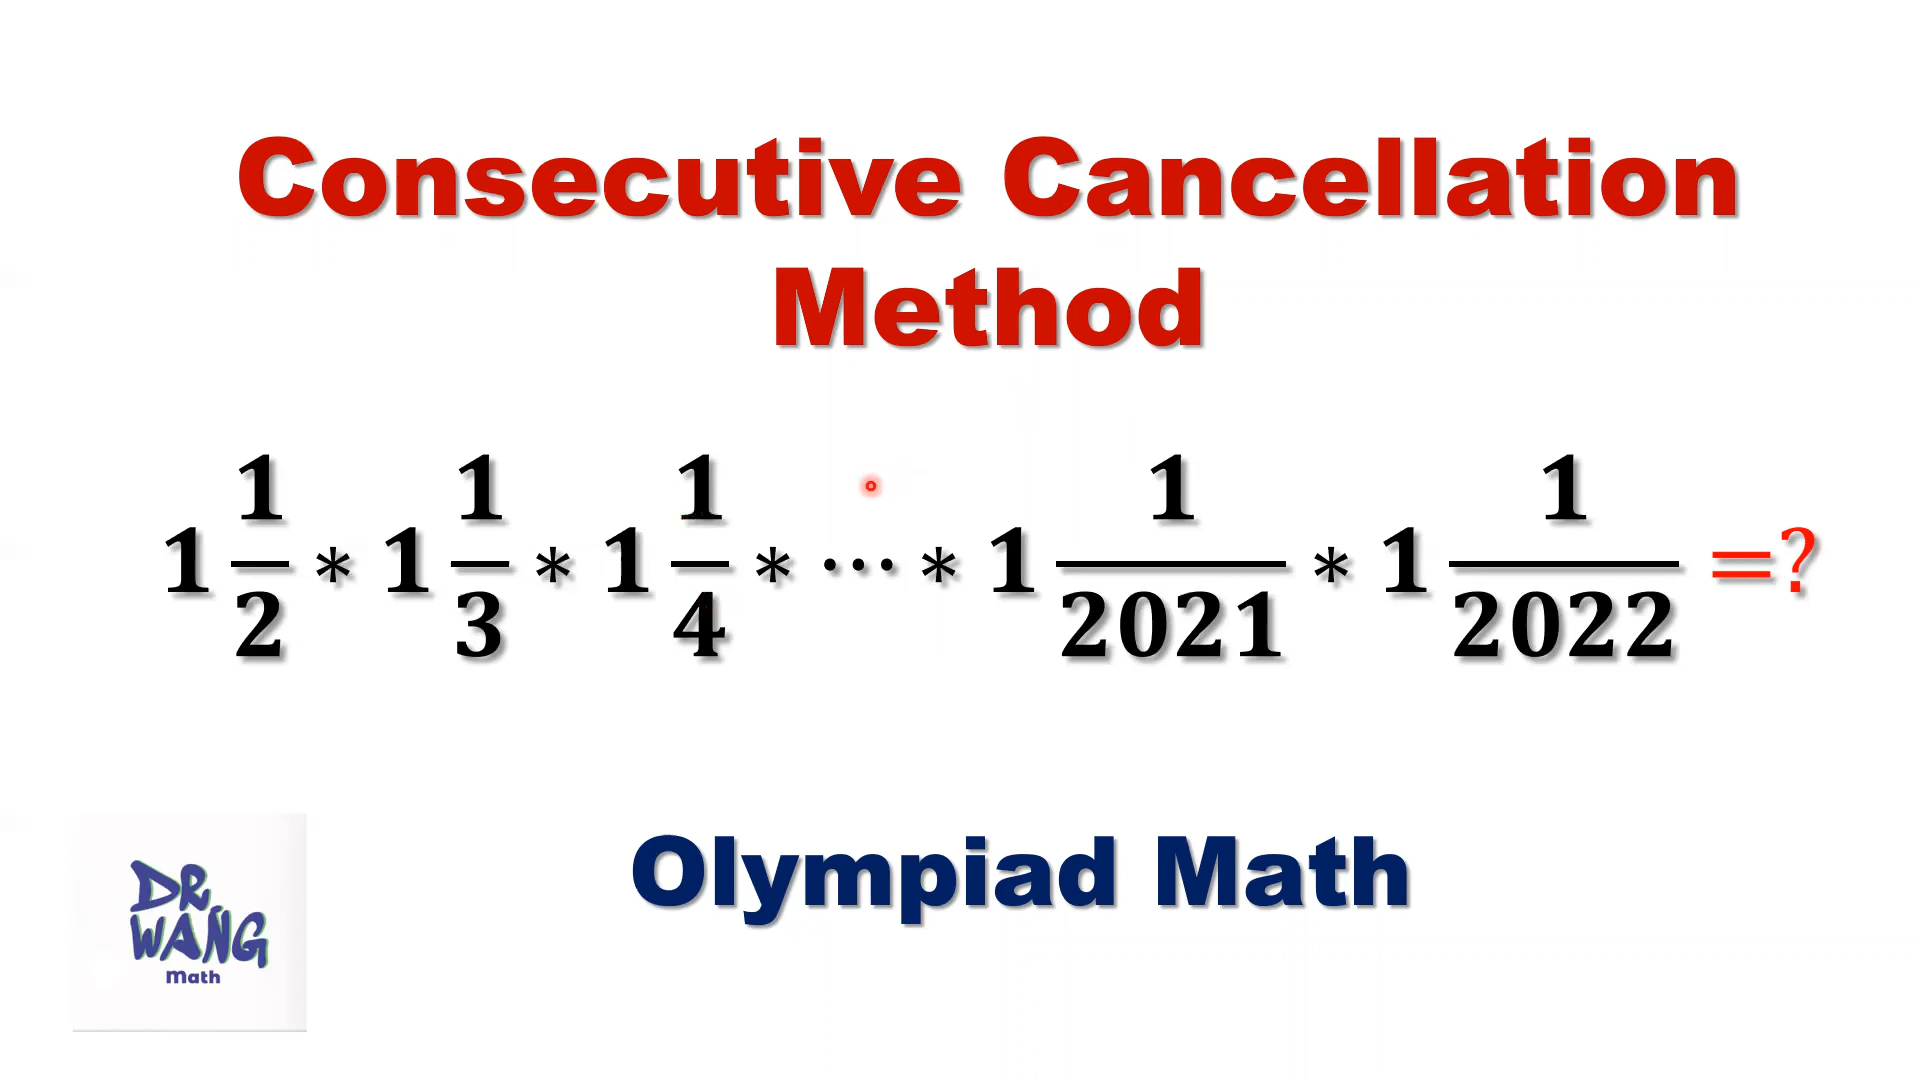 Consecutive Cancellation
Method
1 1/2 * 1 1/3 * 1 1/4 * ⋯ * 1 1/2021 * 1 1/2022 =?
Olympiad Math
DR
WANG
math